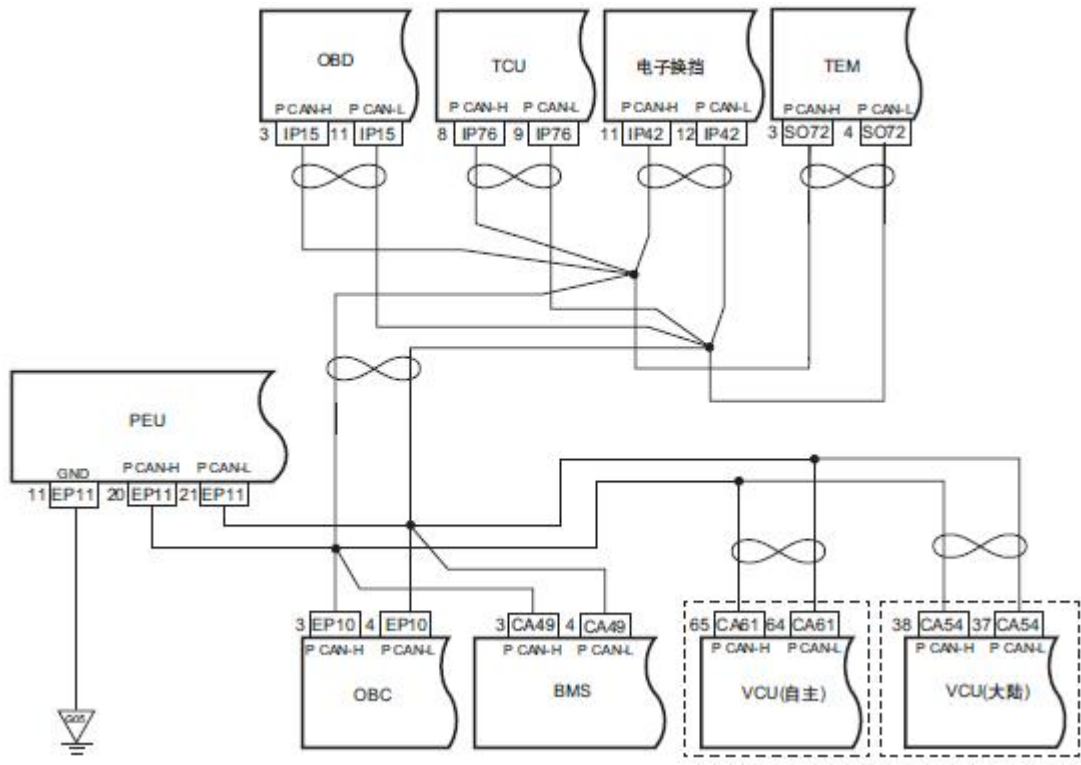 OBD
TCU
电子换挡
TEM
P CAN-H P CAN-L
P CAN-H P CAN-L
P CAN-H P CAN-L
P CAN-H P CAN-L
3 IP15 11 IP15
8 IP76 9 IP76
11 IP42 12 IP42
3 SO72 4 SO72
PEU
GND P CAN-H P CAN-L
11 EP11 20 EP11 21 EP11
3 EP10 4 EP10
3 CA49 4 CA49
65 CA61 64 CA61
38 CA54 37 CA54
P CAN-H P CAN-L
P CAN-H P CAN-L
P CAN-H P CAN-L
P CAN-H P CAN-L
OBC
BMS
VCU(自主)
VCU(大陆)
G05